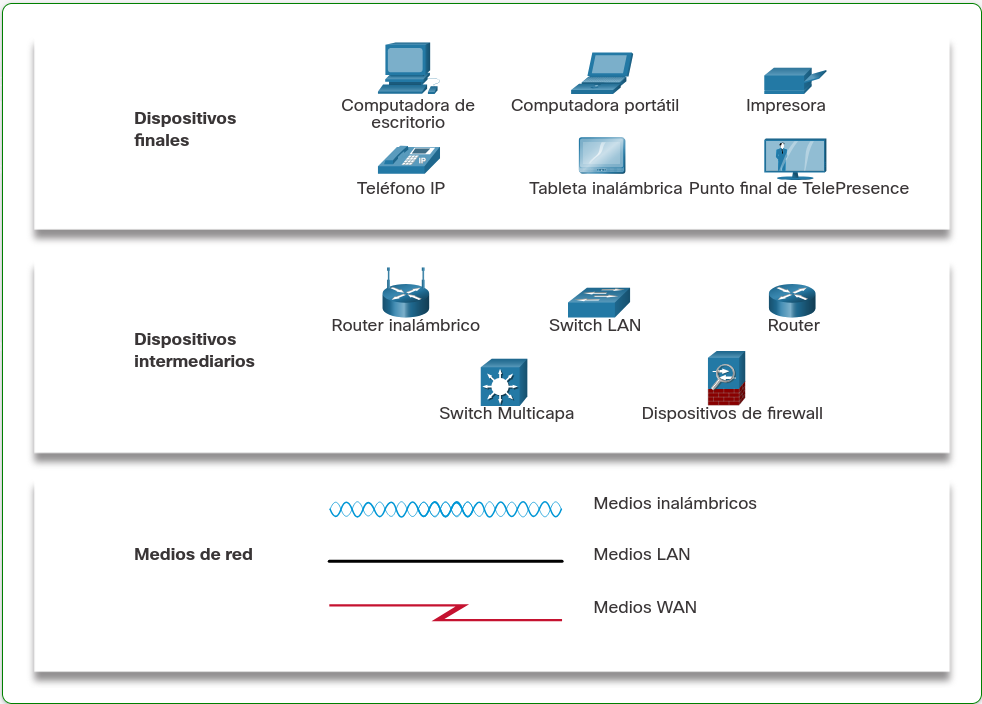 Dispositivos
finales
Computadora de
escritorio
Computadora portátil
Impresora
IP
Teléfono IP
Tableta inalámbrica
Punto final de TelePresence
Dispositivos
intermediarios
Router inalámbrico
Switch LAN
Router
Switch Multicapa
Dispositivos de firewall
Medios de red
Medios inalámbricos
Medios LAN
Medios WAN